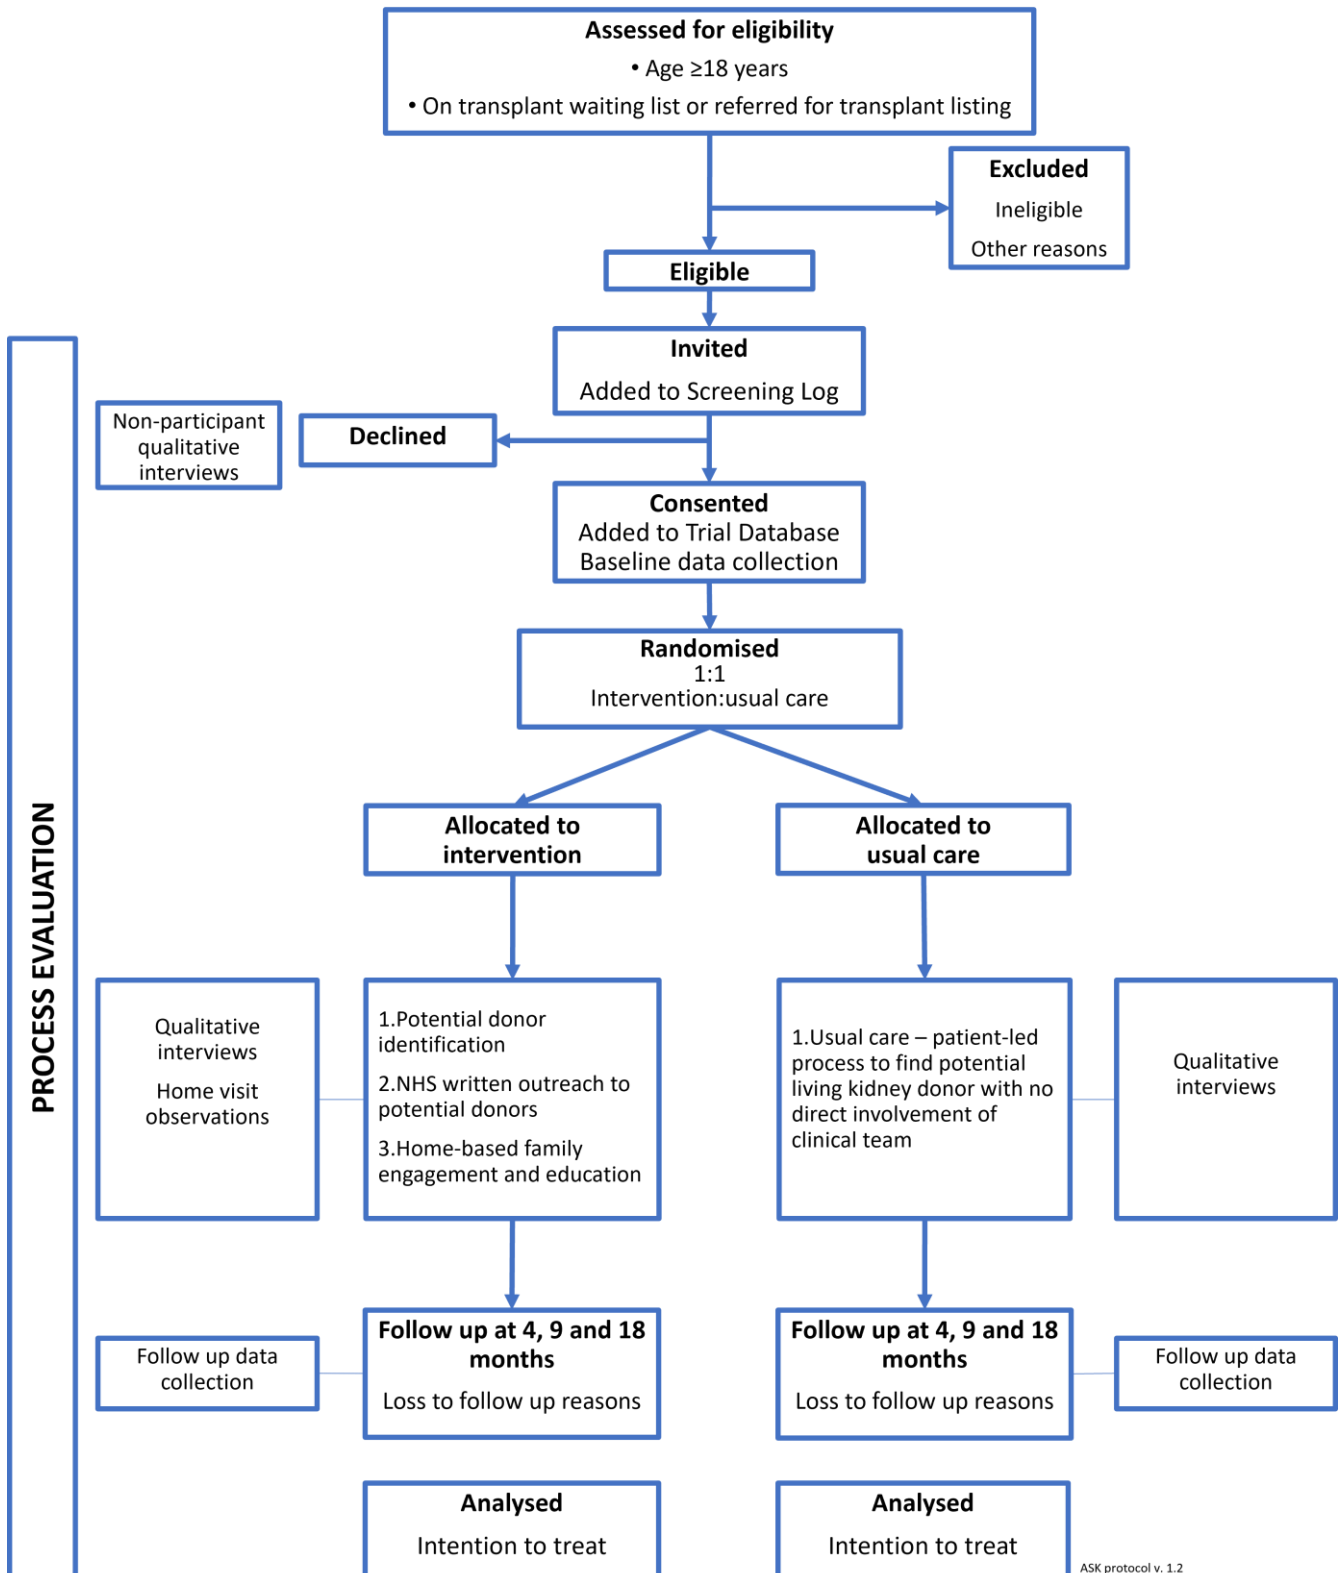 Assessed for eligibility
• Age ≥18 years
• On transplant waiting list or referred for transplant listing
Excluded
Ineligible
Other reasons
Eligible
Invited
Added to Screening Log
Declined
Non-participant
qualitative
interviews
Consented
Added to Trial Database
Baseline data collection
Randomised
1:1
Intervention:usual care
PROCESS EVALUATION
Allocated to
intervention
Allocated to
usual care
Qualitative
interviews
Home visit
observations
1.Potential donor
identification
2.NHS written outreach to
potential donors
3.Home-based family
engagement and education
1.Usual care – patient-led
process to find potential
living kidney donor with no
direct involvement of
clinical team
Qualitative
interviews
Follow up data
collection
Follow up at 4, 9 and 18
months
Loss to follow up reasons
Follow up at 4, 9 and 18
months
Loss to follow up reasons
Follow up data
collection
Analysed
Intention to treat
Analysed
Intention to treat
ASK protocol v. 1.2